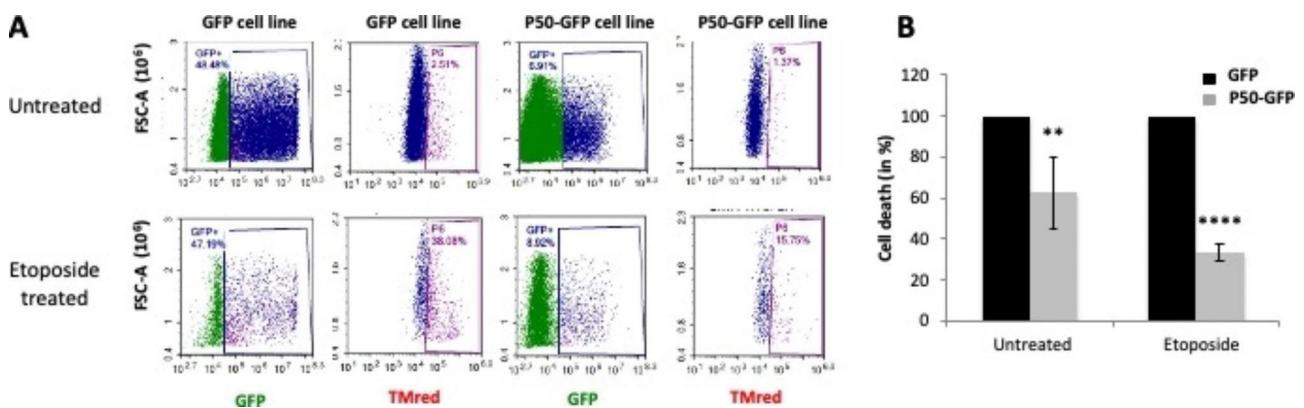 A
B
GFP cell line
GFP cell line
P50-GFP cell line
P50-GFP cell line
Untreated
FSC-A (10⁶)
GFP+
48.48%
P6
2.51%
GFP+
6.91%
P6
1.37%
Etoposide
treated
FSC-A (10⁶)
GFP+
47.19%
P6
38.08%
GFP+
8.92%
P6
15.75%
GFP
TMred
GFP
TMred
GFP
P50-GFP
Cell death (in %)
120
100
80
60
40
20
0
**
****
Untreated
Etoposide